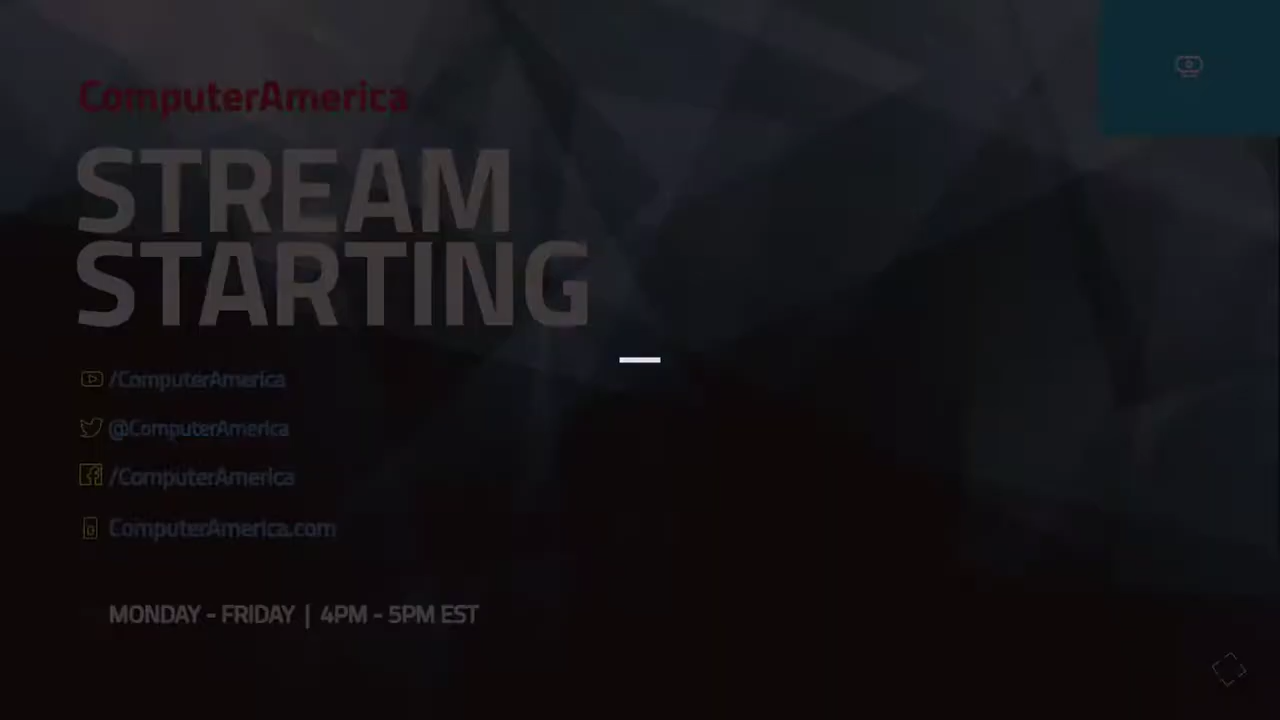 ComputerAmerica
STREAM
STARTING
/ComputerAmerica
@ComputerAmerica
/ComputerAmerica
ComputerAmerica.com
MONDAY - FRIDAY | 4PM - 5PM EST